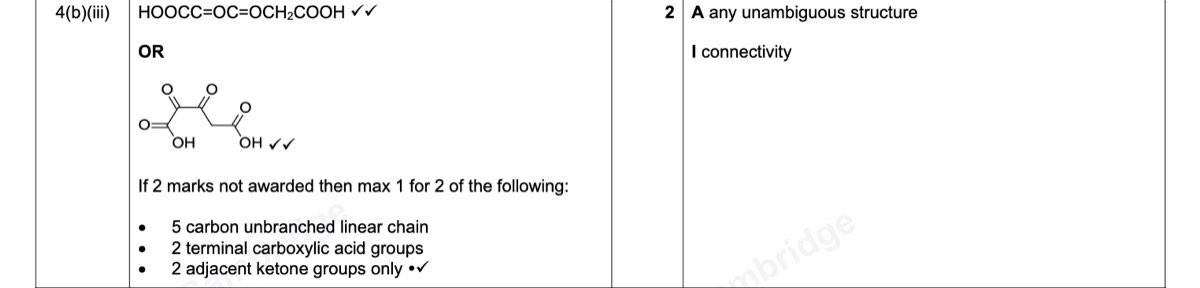 4(b)(iii) HOOCC=OC=OCH₂COOH ✓✓ 2 A any unambiguous structure
OR I connectivity
O O
O
O
OH OH ✓✓
If 2 marks not awarded then max 1 for 2 of the following:
• 5 carbon unbranched linear chain
• 2 terminal carboxylic acid groups
• 2 adjacent ketone groups only •✓
mbridge